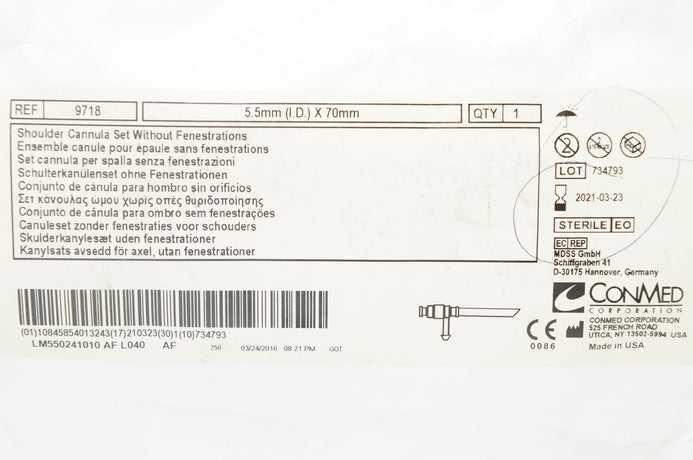 REF 9718 5.5mm (I.D.) X 70mm QTY 1
Shoulder Cannula Set Without Fenestrations
Ensemble canule pour épaule sans fenestrations
Set cannula per spalla senza fenestrazioni
Schulterkanülenset ohne Fenestrationen
Conjunto de cánula para hombro sin orificios
Σετ κάνουλας ώμου χωρίς οπές θυριδοποίησης
Conjunto de cânula para ombro sem fenestrações
Canuleset zonder fenestraties voor schouders
Skulderkanylesæt uden fenestrationer
Kanylsats avsedd för axel, utan fenestrationer
2
LOT 734793
2021-03-23
STERILE EO
EC REP
MDSS GmbH
Schiffgraben 41
D-30175 Hannover, Germany
CONMED
CORPORATION
CONMED CORPORATION
525 FRENCH ROAD
UTICA, NY 13502-5994 USA
Made in USA
CE
0086
(01)10845854013243(17)210323(30)1(10)734793
LM550241010 AF L040 AF 250 03/24/2016 08:21 PM GOT